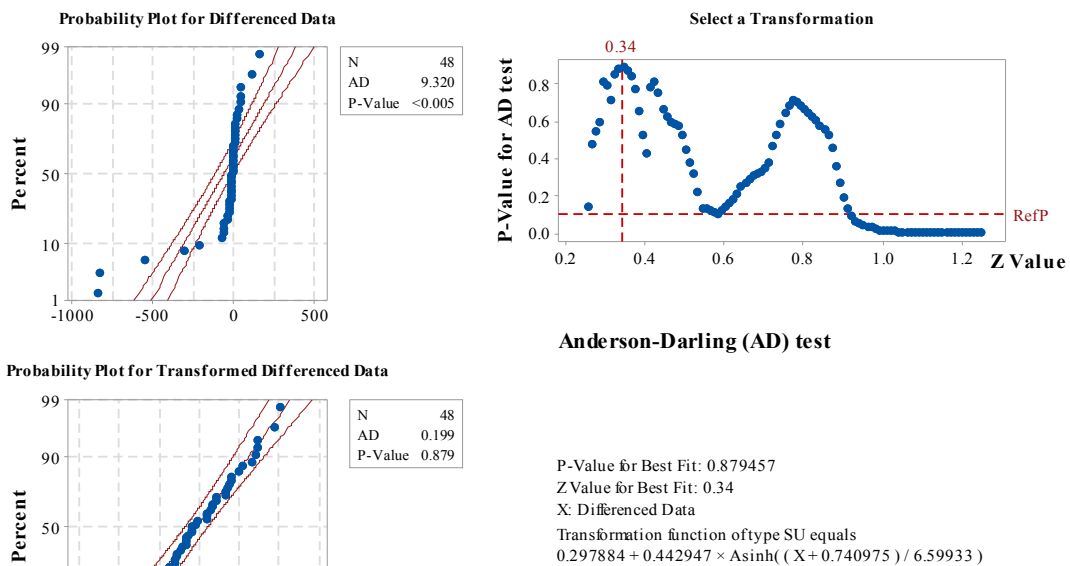 Probability Plot for Differenced Data
99
90
50
10
1
Percent
-1000 -500 0 500
N 48
AD 9.320
P-Value <0.005
Select a Transformation
0.34
0.8
0.6
0.4
0.2
0.0
P-Value for AD test
RefP
0.2 0.4 0.6 0.8 1.0 1.2
Z Value
Anderson-Darling (AD) test
Probability Plot for Transformed Differenced Data
99
90
50
Percent
N 48
AD 0.199
P-Value 0.879
P-Value for Best Fit: 0.879457
Z Value for Best Fit: 0.34
X: Differenced Data
Transformation function of type SU equals
0.297884 + 0.442947 × Asinh( ( X + 0.740975 ) / 6.59933 )